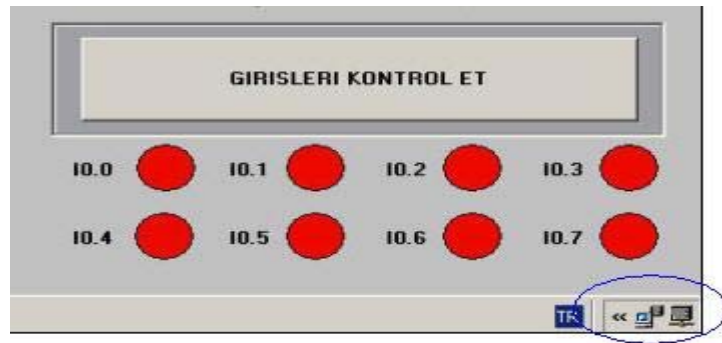 GIRISLERI KONTROL ET
I0.0 I0.1 I0.2 I0.3
I0.4 I0.5 I0.6 I0.7
TR «